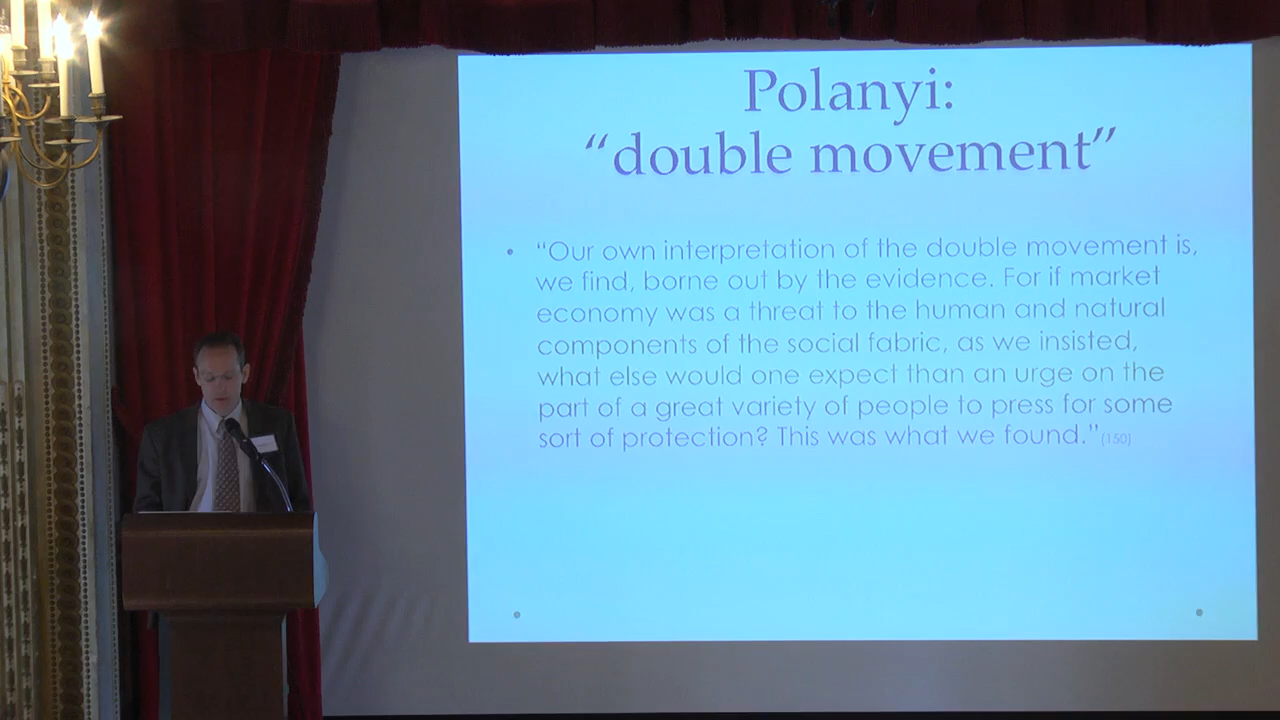 Polanyi:
“double movement”
• “Our own interpretation of the double movement is,
we find, borne out by the evidence. For if market
economy was a threat to the human and natural
components of the social fabric, as we insisted,
what else would one expect than an urge on the
part of a great variety of people to press for some
sort of protection? This was what we found.” (150)